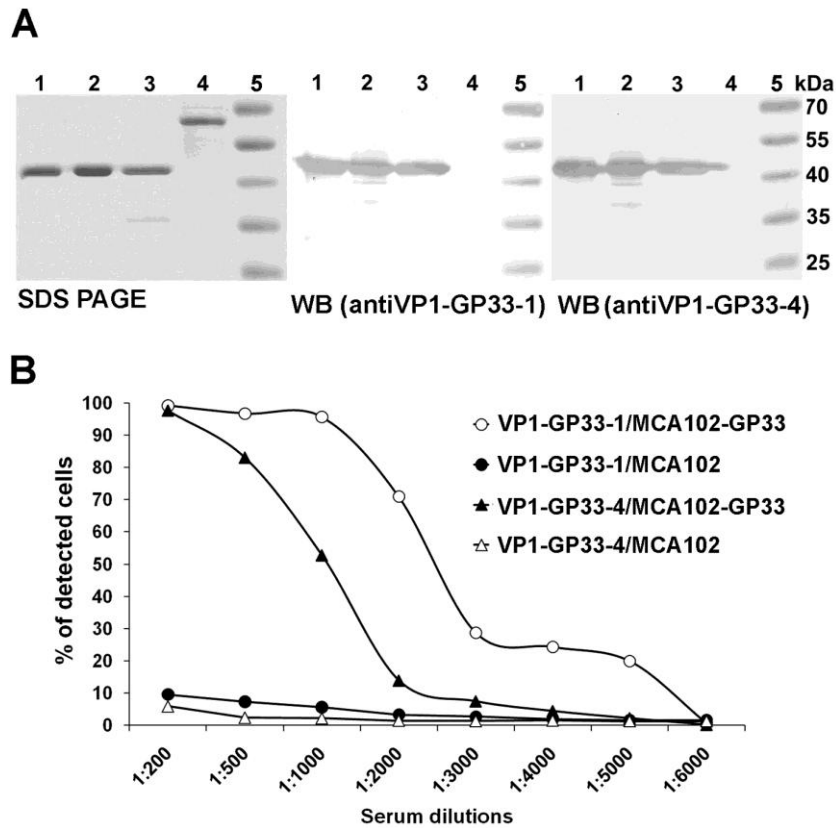 A
1 2 3 4 5 1 2 3 4 5 1 2 3 4 5 kDa
70
55
40
35
25
SDS PAGE
WB (antiVP1-GP33-1)
WB (antiVP1-GP33-4)
B
% of detected cells
100
90
80
70
60
50
40
30
20
10
0
VP1-GP33-1/MCA102-GP33
VP1-GP33-1/MCA102
VP1-GP33-4/MCA102-GP33
VP1-GP33-4/MCA102
1:200 1:500 1:1000 1:2000 1:3000 1:4000 1:5000 1:6000
Serum dilutions